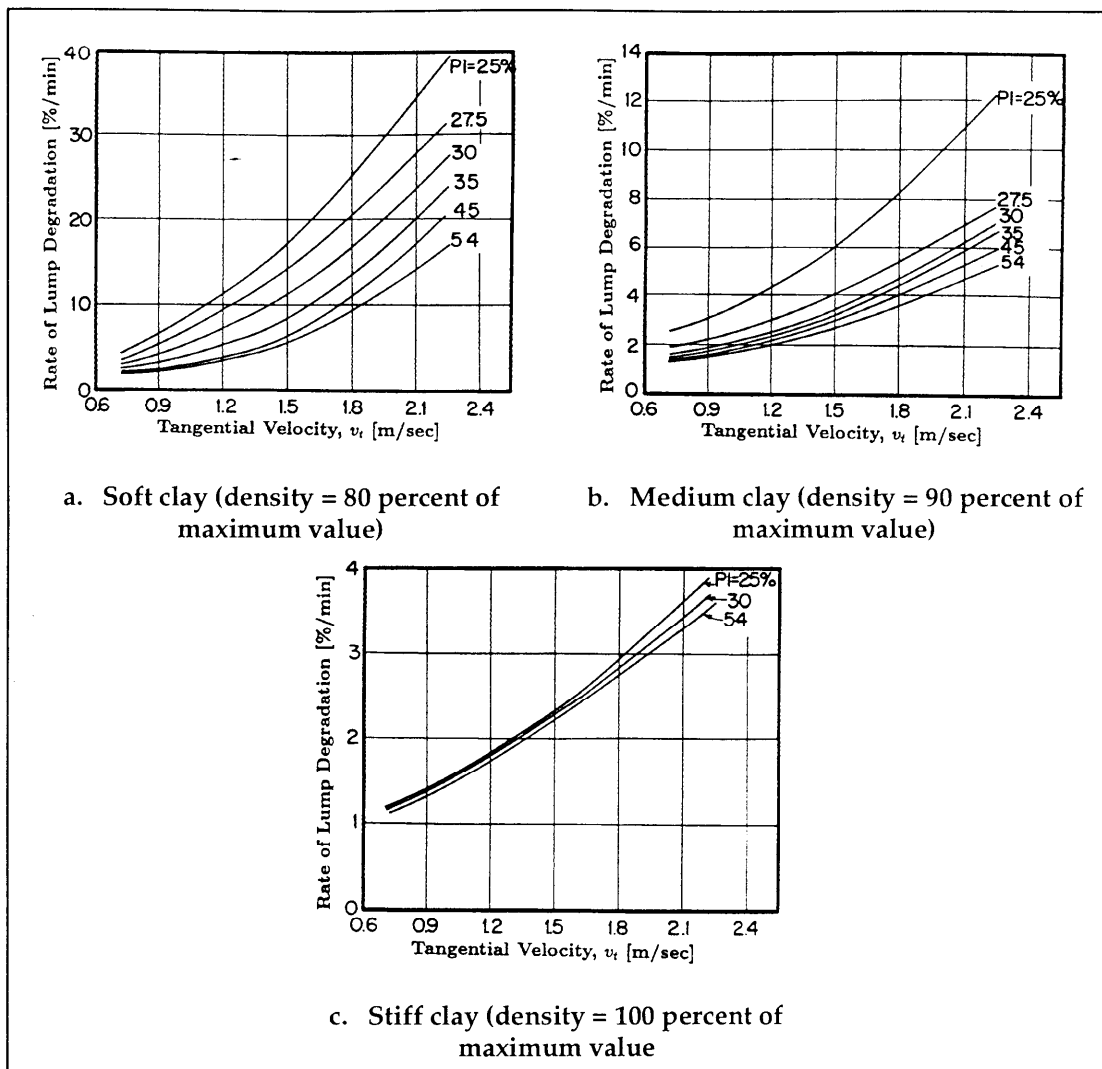 Rate of Lump Degradation [%/min]
40
30
20
10
0
PI=25%
27.5
30
35
45
54
0.6 0.9 1.2 1.5 1.8 2.1 2.4
Tangential Velocity, vₜ [m/sec]
a. Soft clay (density = 80 percent of
maximum value)
Rate of Lump Degradation [%/min]
14
12
10
8
6
4
2
0
PI=25%
27.5
30
35
45
54
0.6 0.9 1.2 1.5 1.8 2.1 2.4
Tangential Velocity, vₜ [m/sec]
b. Medium clay (density = 90 percent of
maximum value)
Rate of Lump Degradation [%/min]
4
3
2
1
0
PI=25%
30
54
0.6 0.9 1.2 1.5 1.8 2.1 2.4
Tangential Velocity, vₜ [m/sec]
c. Stiff clay (density = 100 percent of
maximum value